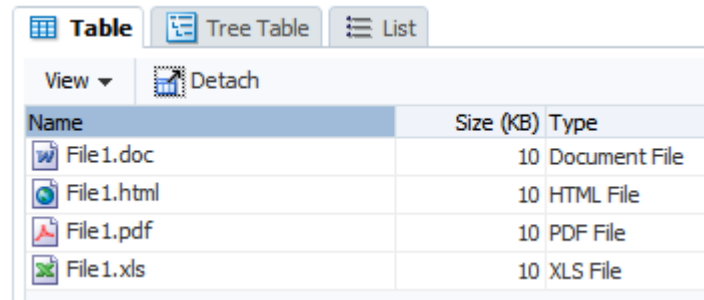 Table Tree Table List
View Detach
Name Size (KB) Type
File1.doc 10 Document File
File1.html 10 HTML File
File1.pdf 10 PDF File
File1.xls 10 XLS File